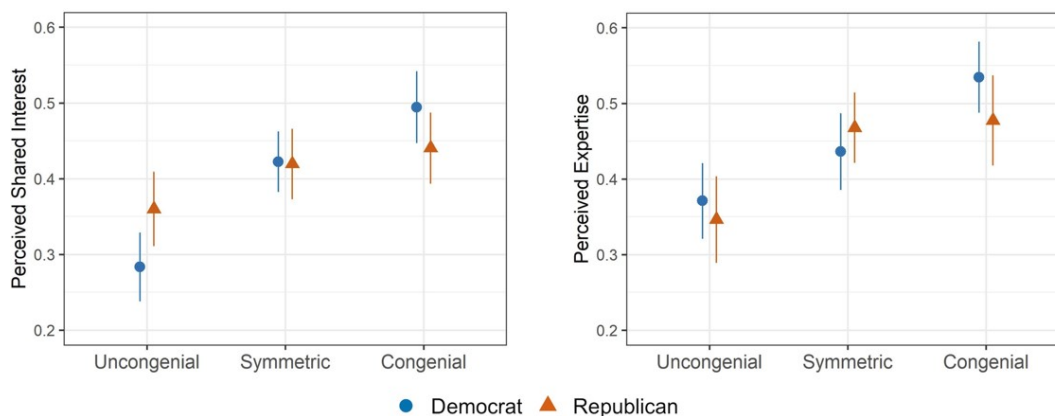 Perceived Shared Interest
0.6
0.5
0.4
0.3
0.2
Uncongenial Symmetric Congenial
Perceived Expertise
0.6
0.5
0.4
0.3
0.2
Uncongenial Symmetric Congenial
Democrat Republican